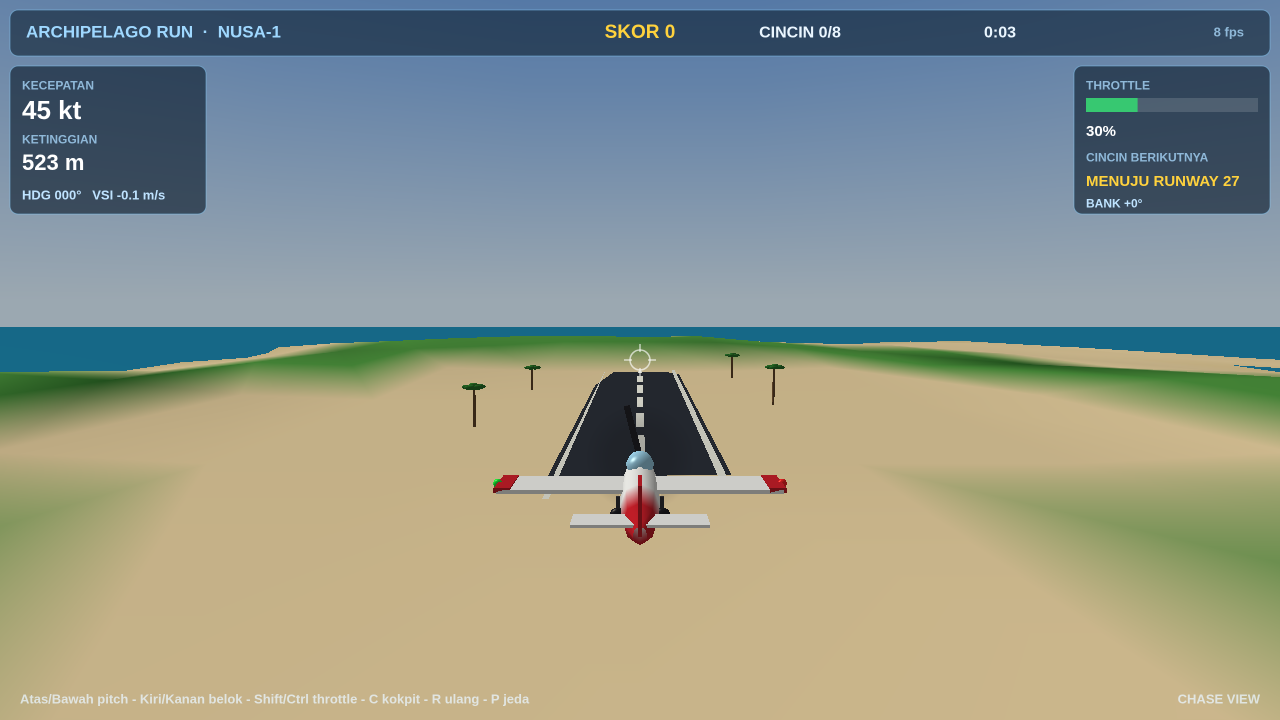 ARCHIPELAGO RUN · NUSA-1
SKOR 0
CINCIN 0/8
0:03
8 fps
KECEPATAN
45 kt
KETINGGIAN
523 m
HDG 000° VSI -0.1 m/s
THROTTLE
30%
CINCIN BERIKUTNYA
MENUJU RUNWAY 27
BANK +0°
Atas/Bawah pitch - Kiri/Kanan belok - Shift/Ctrl throttle - C kokpit - R ulang - P jeda
CHASE VIEW